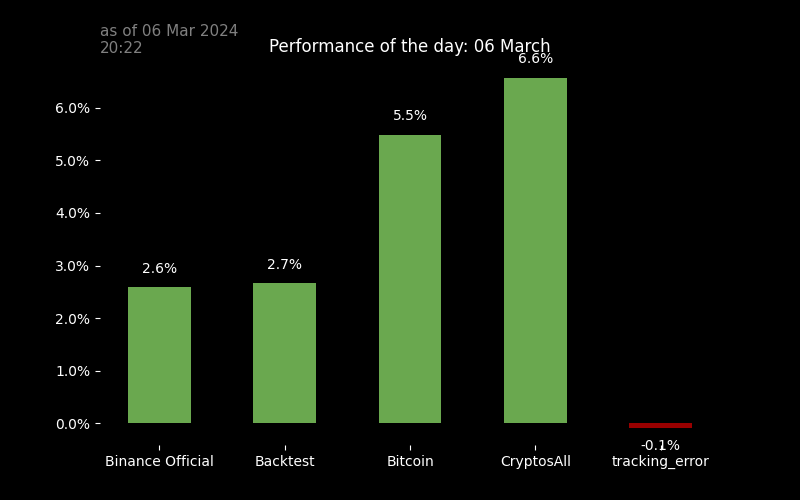 as of 06 Mar 2024
20:22
Performance of the day: 06 March
6.6%
6.0%
5.5%
5.0%
4.0%
3.0%
2.6%
2.7%
2.0%
1.0%
0.0%
-0.1%
Binance Official
Backtest
Bitcoin
CryptosAll
tracking_error